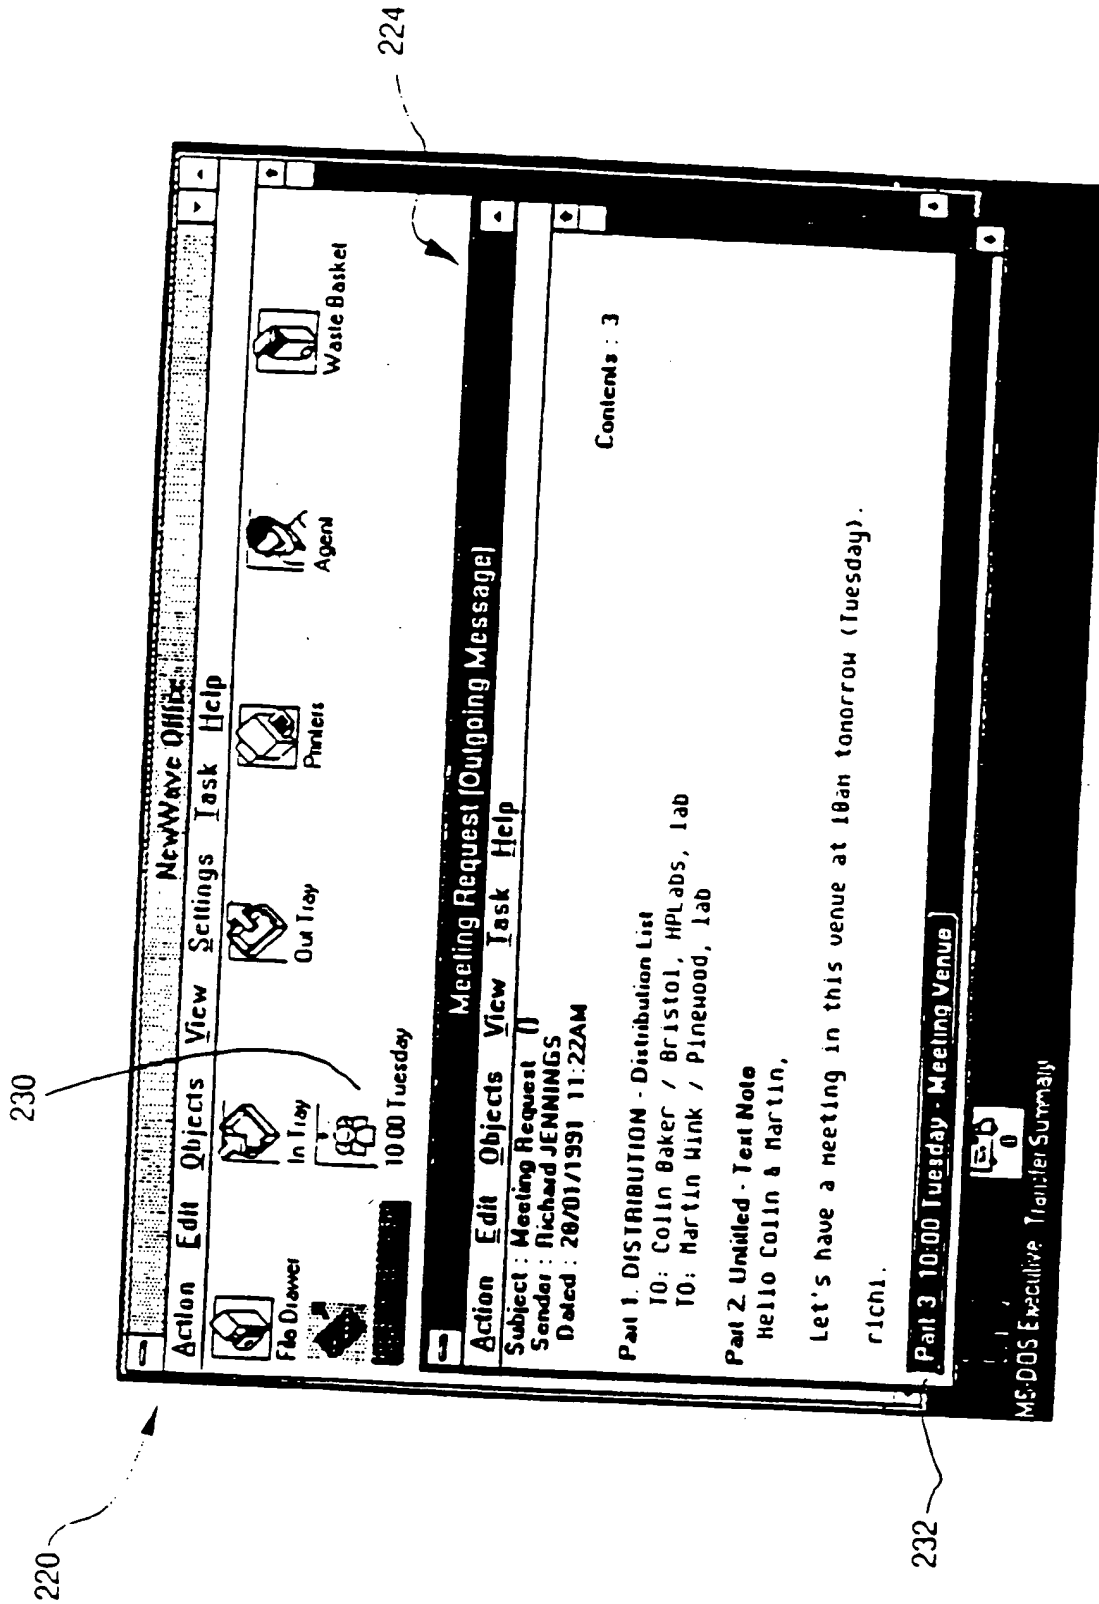 220
230
224
232
NewWave Office
Action Edit Objects View Settings Task Help
File Drawer
In Tray
Out Tray
Printers
Agent
Waste Basket
10:00 Tuesday
Meeting Request [Outgoing Message]
Action Edit Objects View Task Help
Subject : Meeting Request ()
Sender : Richard JENNINGS
Dated : 28/01/1991 11:22AM
Contents : 3
Part 1. DISTRIBUTION - Distribution List
TO: Colin Baker / Bristol, HPLabs, lab
TO: Martin Wink / Pinewood, lab
Part 2. Untitled - Text Note
Hello Colin & Martin,
Let's have a meeting in this venue at 10am tomorrow (Tuesday).
richi.
Part 3 10:00 Tuesday - Meeting Venue
MS-DOS Executive Transfer Summary